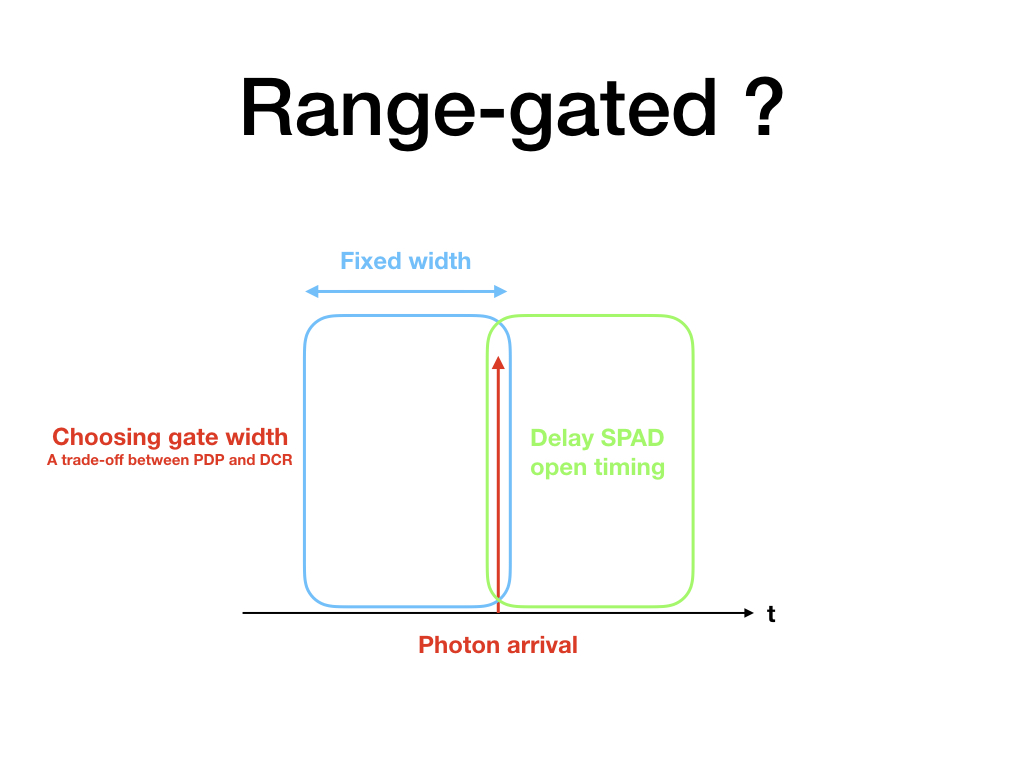 Range-gated ?
Fixed width
Choosing gate width
A trade-off between PDP and DCR
Delay SPAD
open timing
t
Photon arrival